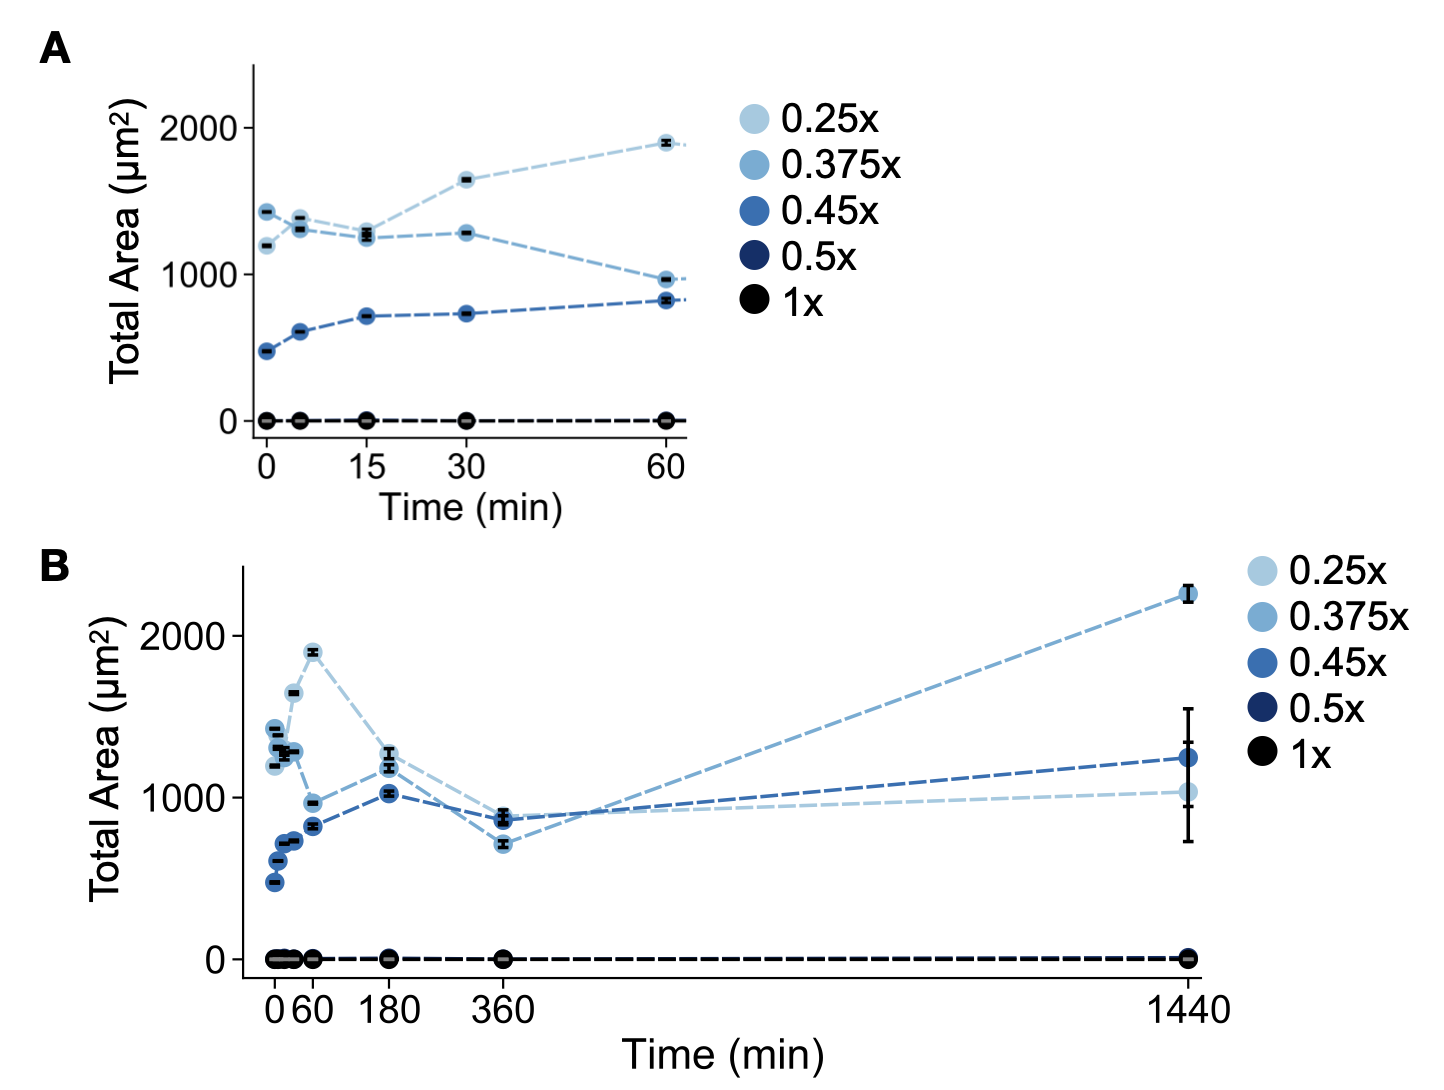 A
Total Area (µm²)
2000
1000
0
0 15 30 60
Time (min)
0.25x
0.375x
0.45x
0.5x
1x
B
Total Area (µm²)
2000
1000
0
0 60 180 360 1440
Time (min)
0.25x
0.375x
0.45x
0.5x
1x